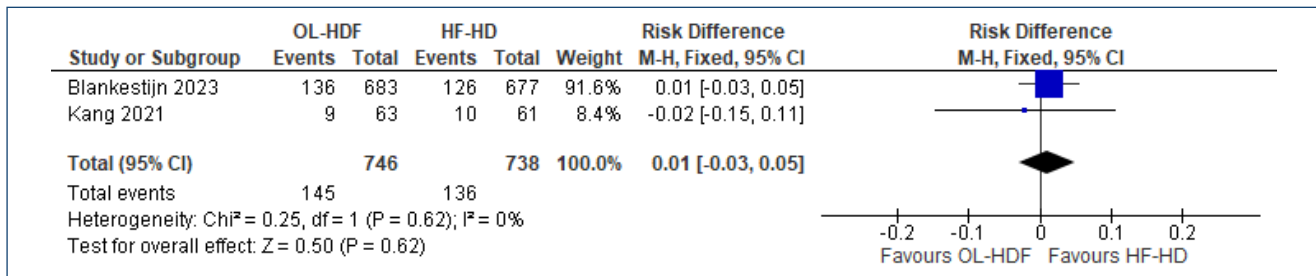 OL-HDF HF-HD Risk Difference Risk Difference
Study or Subgroup Events Total Events Total Weight M-H, Fixed, 95% CI M-H, Fixed, 95% CI
Blankestijn 2023 136 683 126 677 91.6% 0.01 [-0.03, 0.05]
Kang 2021 9 63 10 61 8.4% -0.02 [-0.15, 0.11]
Total (95% CI) 746 738 100.0% 0.01 [-0.03, 0.05]
Total events 145 136
Heterogeneity: Chi² = 0.25, df = 1 (P = 0.62); I² = 0%
Test for overall effect: Z = 0.50 (P = 0.62)
-0.2 -0.1 0 0.1 0.2
Favours OL-HDF Favours HF-HD